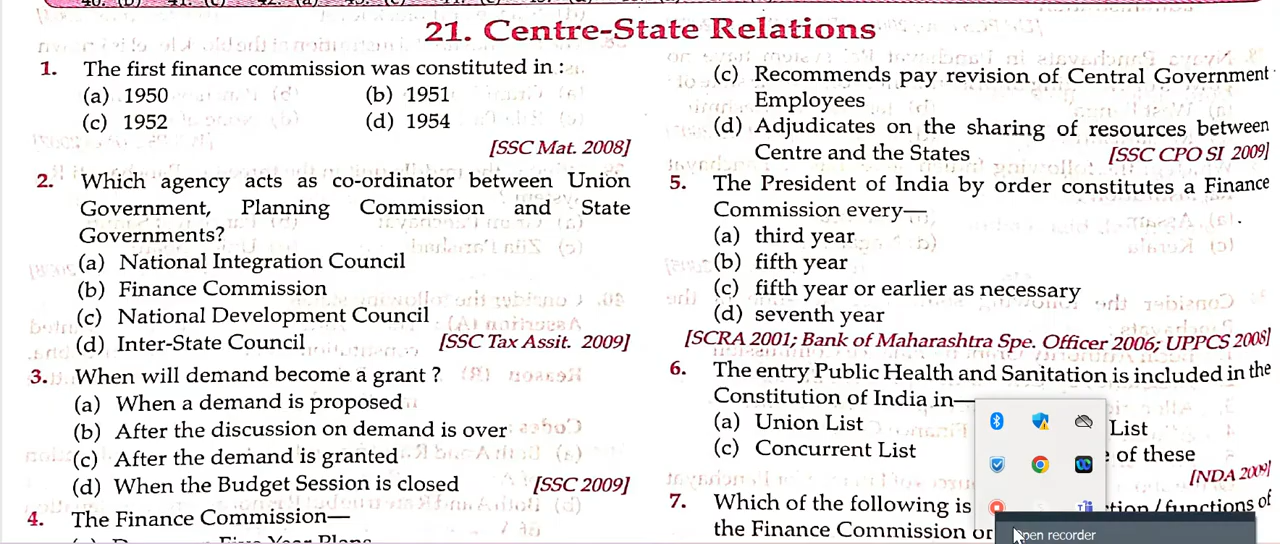 21. Centre-State Relations
1. The first finance commission was constituted in :
(a) 1950 (b) 1951
(c) 1952 (d) 1954
[SSC Mat. 2008]
2. Which agency acts as co-ordinator between Union
Government, Planning Commission and State
Governments?
(a) National Integration Council
(b) Finance Commission
(c) National Development Council
(d) Inter-State Council [SSC Tax Assit. 2009]
3. When will demand become a grant ?
(a) When a demand is proposed
(b) After the discussion on demand is over
(c) After the demand is granted
(d) When the Budget Session is closed [SSC 2009]
4. The Finance Commission—
(c) Recommends pay revision of Central Government
Employees
(d) Adjudicates on the sharing of resources between
Centre and the States [SSC CPO SI 2009]
5. The President of India by order constitutes a Finance
Commission every—
(a) third year
(b) fifth year
(c) fifth year or earlier as necessary
(d) seventh year
[SCRA 2001; Bank of Maharashtra Spe. Officer 2006; UPPCS 2008]
6. The entry Public Health and Sanitation is included in the
Constitution of India in—
(a) Union List List
(c) Concurrent List of these
[NDA 2009]
7. Which of the following is ction/functions of
the Finance Commission or
Open recorder